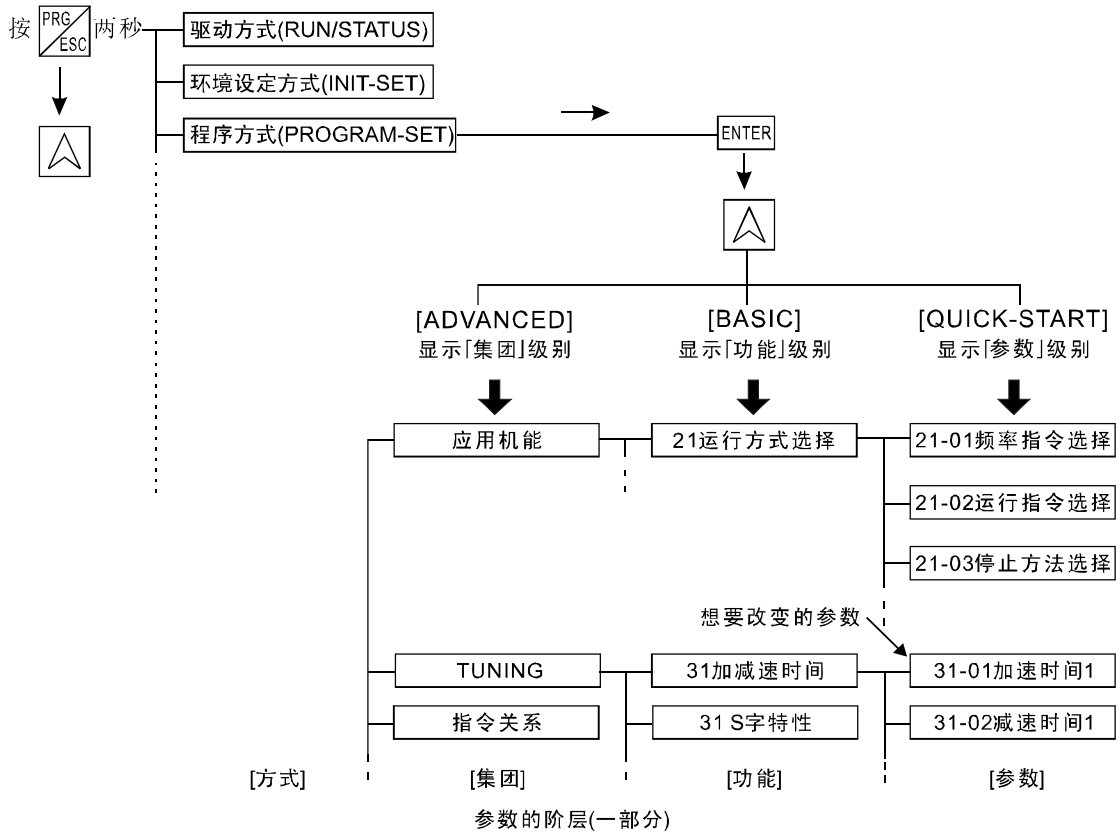 按 PRG/ESC 两秒
驱动方式(RUN/STATUS)
环境设定方式(INIT-SET)
程序方式(PROGRAM-SET)
ENTER
[ADVANCED]
显示「集团」级别
[BASIC]
显示「功能」级别
[QUICK-START]
显示「参数」级别
应用机能
21运行方式选择
21-01频率指令选择
21-02运行指令选择
21-03停止方法选择
想要改变的参数
TUNING
31加减速时间
31-01加速时间1
指令关系
31 S字特性
31-02减速时间1
[方式]
[集团]
[功能]
[参数]
参数的阶层(一部分)